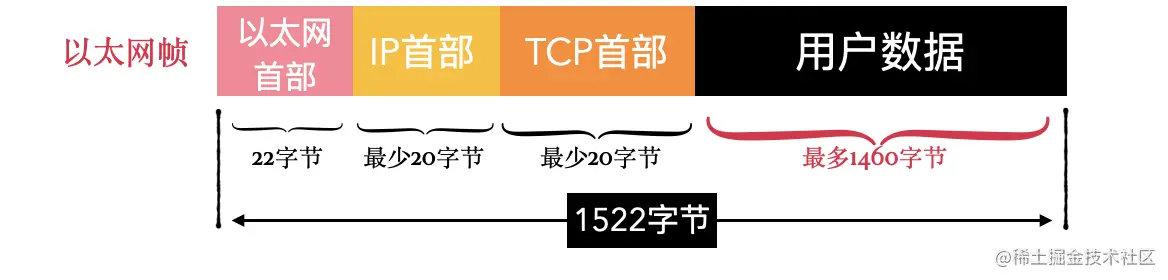 以太网帧
以太网
首部
IP首部
TCP首部
用户数据
22字节
最少20字节
最少20字节
最多1460字节
1522字节
@稀土掘金技术社区